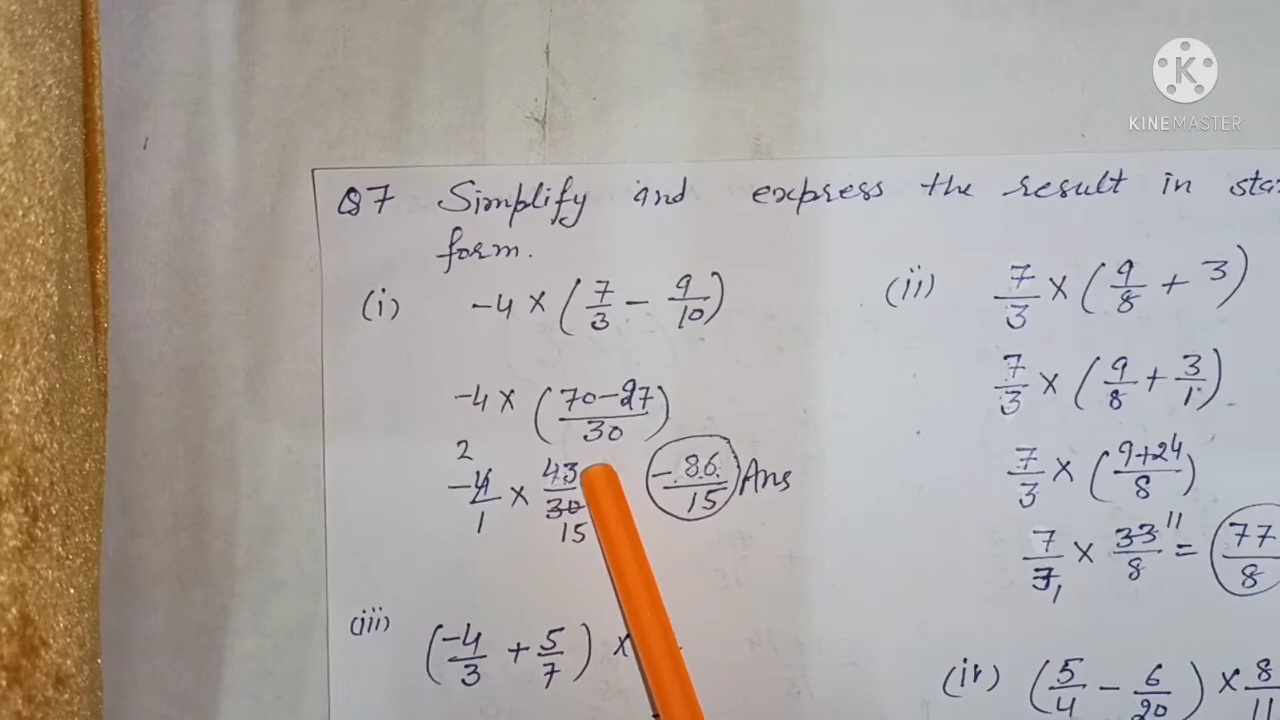 KINEMASTER
Q7 Simplify and express the result in
form.
(i) -4 × (7/3 - 9/10)
-4 × (70-27/30)
2
-4/1 × 43/30
15
-86/15 Ans
(ii) 7/3 × (9/8 + 3)
7/3 × (9/8 + 3/1)
7/3 × (9+24/8)
7/3 × 33/8 = 77/8
1 11
(iii) (-4/3 + 5/7) ×
(iv) (5/4 - 6/20) × 8/11